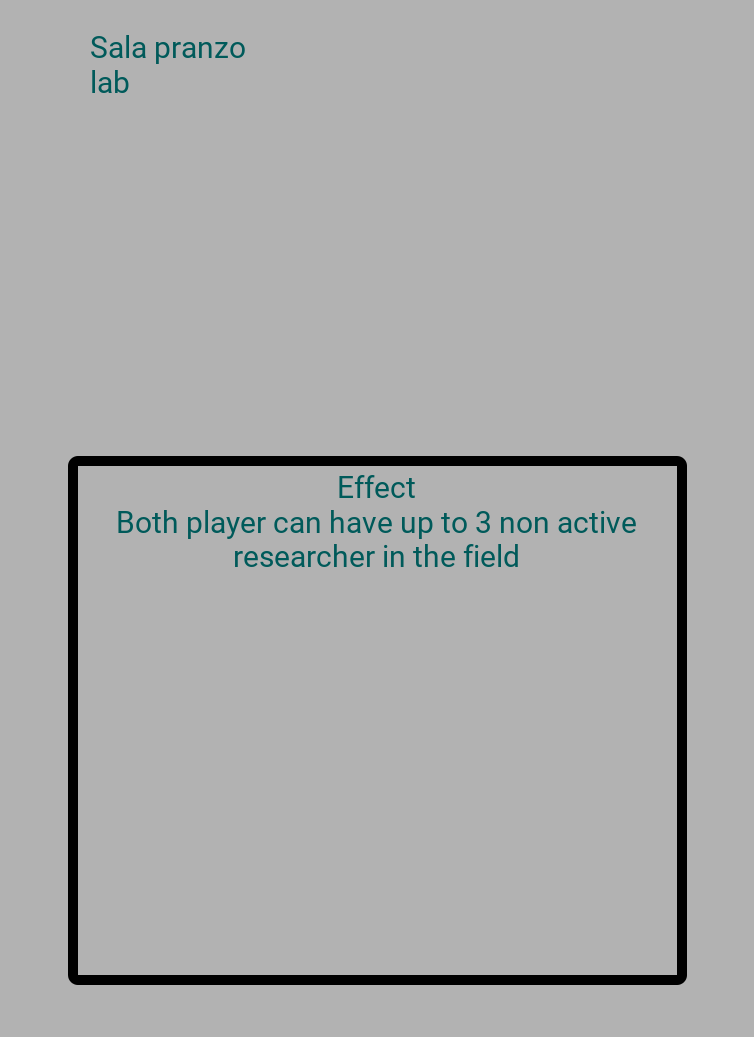 Sala pranzo
lab
Effect
Both player can have up to 3 non active
researcher in the field